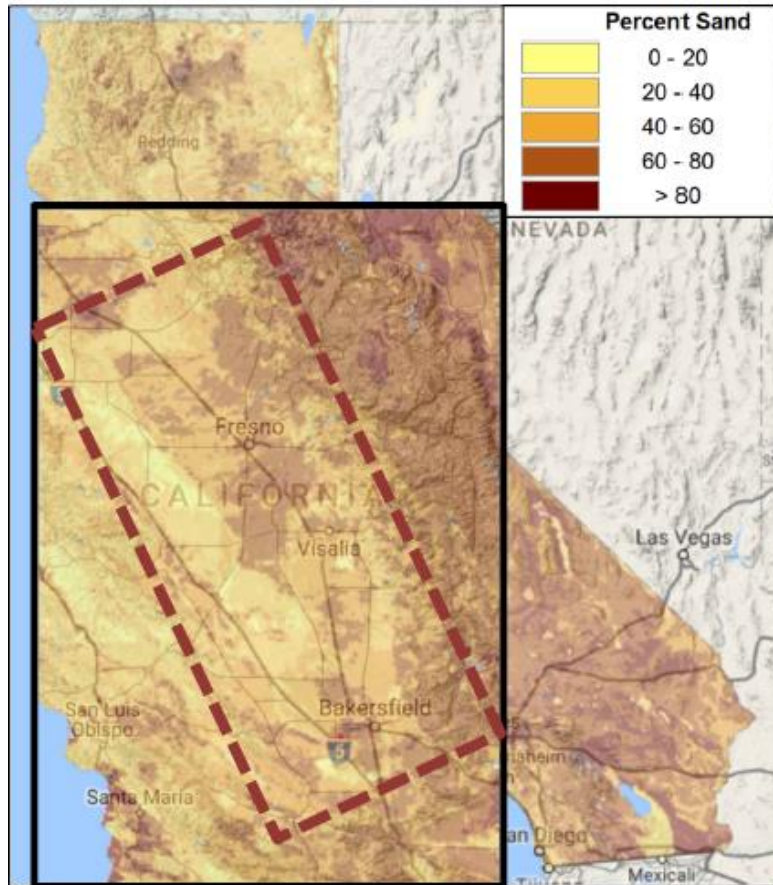 Percent Sand
0 - 20
20 - 40
40 - 60
60 - 80
> 80
Redding
NEVADA
Fresno
CALIFORNIA
Visalia
Las Vegas
San Luis
Obispo
Bakersfield
5
Santa Maria
an Diego
Mexicali